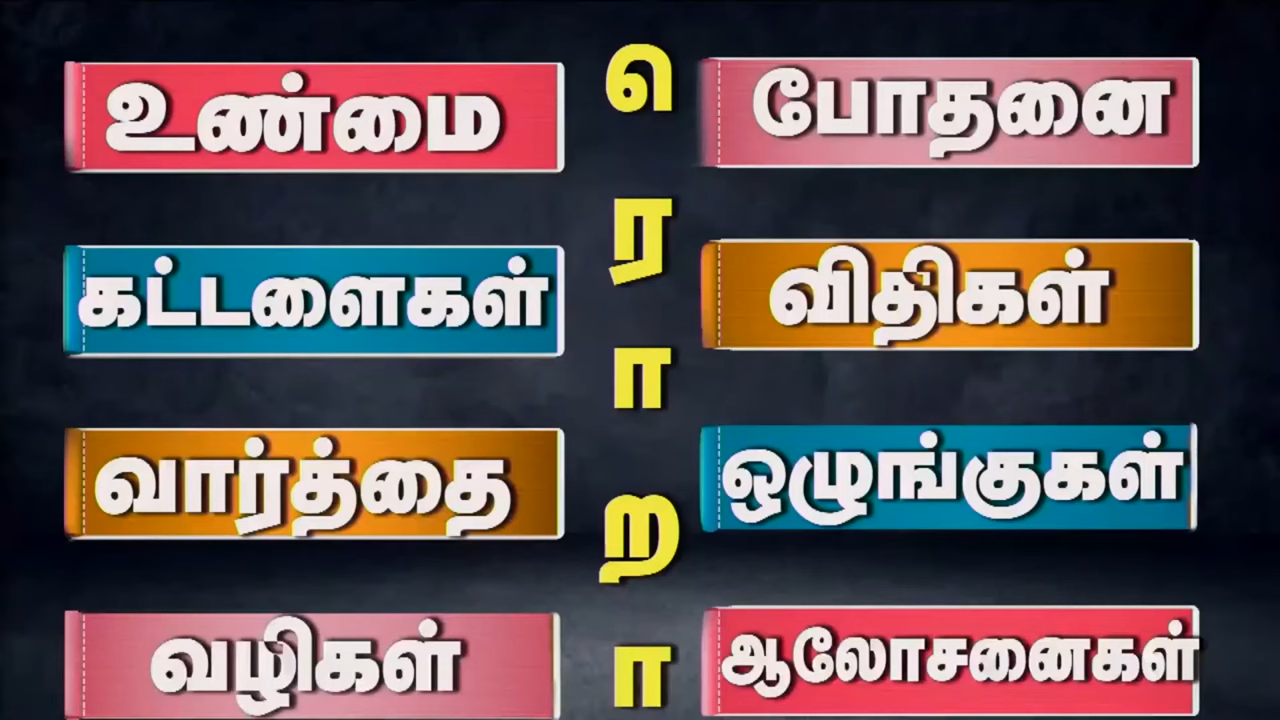 உண்மை
கட்டளைகள்
வார்த்தை
வழிகள்
ெ
ர
ா
ற
ா
போதனை
விதிகள்
ஒழுங்குகள்
ஆலோசனைகள்